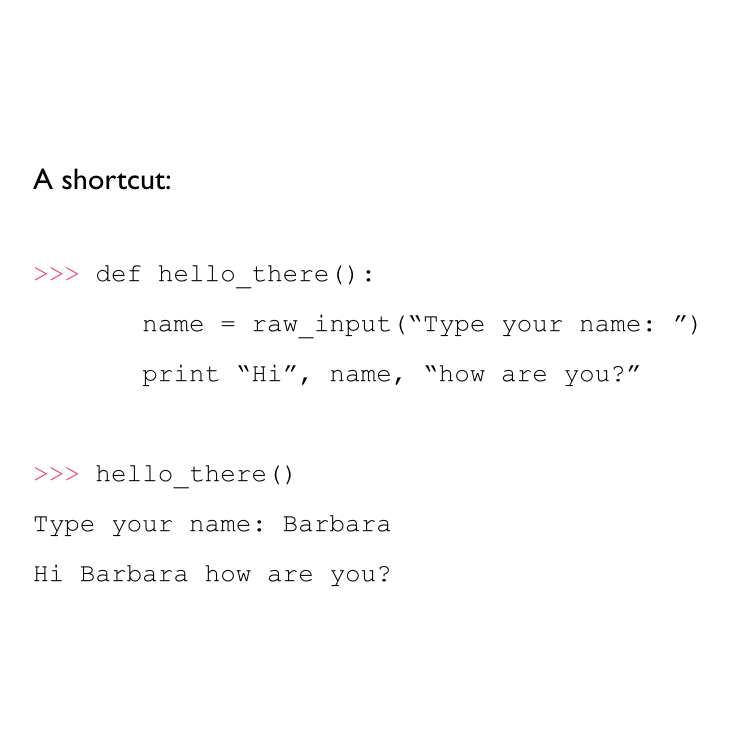 A shortcut:
>>> def hello_there():
name = raw_input(“Type your name: ”)
print “Hi”, name, “how are you?”
>>> hello_there()
Type your name: Barbara
Hi Barbara how are you?